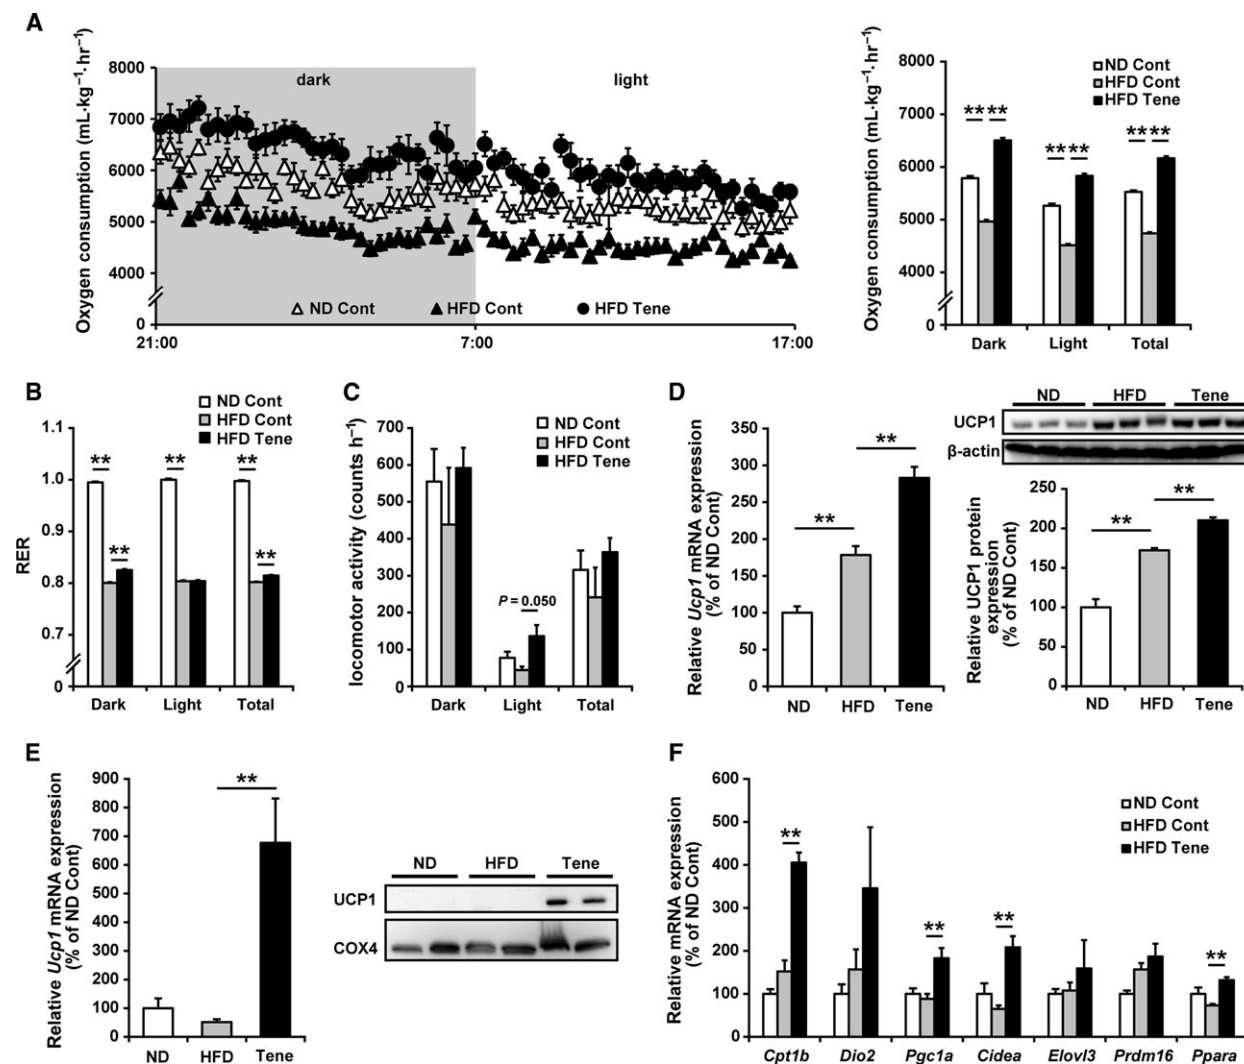 A
Oxygen consumption (mL·kg⁻¹·hr⁻¹)
8000
7000
6000
5000
4000
0
dark
light
ND Cont
HFD Cont
HFD Tene
21:00
7:00
17:00
Oxygen consumption (mL·kg⁻¹·hr⁻¹)
8000
7000
6000
5000
4000
0
ND Cont
HFD Cont
HFD Tene
** **
** **
** **
Dark
Light
Total
B
RER
1.1
1.0
0.9
0.8
0.7
0
ND Cont
HFD Cont
HFD Tene
**
**
**
**
**
Dark
Light
Total
C
locomotor activity (counts h⁻¹)
800
700
600
500
400
300
200
100
0
ND Cont
HFD Cont
HFD Tene
P = 0.050
Dark
Light
Total
D
Relative Ucp1 mRNA expression
(% of ND Cont)
350
300
250
200
150
100
50
0
**
**
ND
HFD
Tene
ND
HFD
Tene
UCP1
β-actin
Relative UCP1 protein
expression
(% of ND Cont)
250
200
150
100
50
0
**
**
ND
HFD
Tene
E
Relative Ucp1 mRNA expression
(% of ND Cont)
900
800
700
600
500
400
300
200
100
0
**
ND
HFD
Tene
ND
HFD
Tene
UCP1
COX4
F
Relative mRNA expression
(% of ND Cont)
600
500
400
300
200
100
0
ND Cont
HFD Cont
HFD Tene
**
**
**
**
Cpt1b
Dio2
Pgc1a
Cidea
Elovl3
Prdm16
Ppara